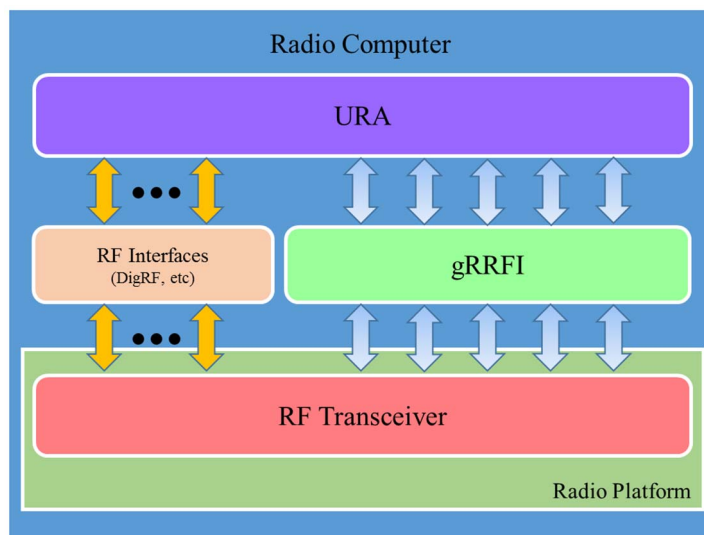 Radio Computer
URA
RF Interfaces
(DigRF, etc)
gRRFI
RF Transceiver
Radio Platform